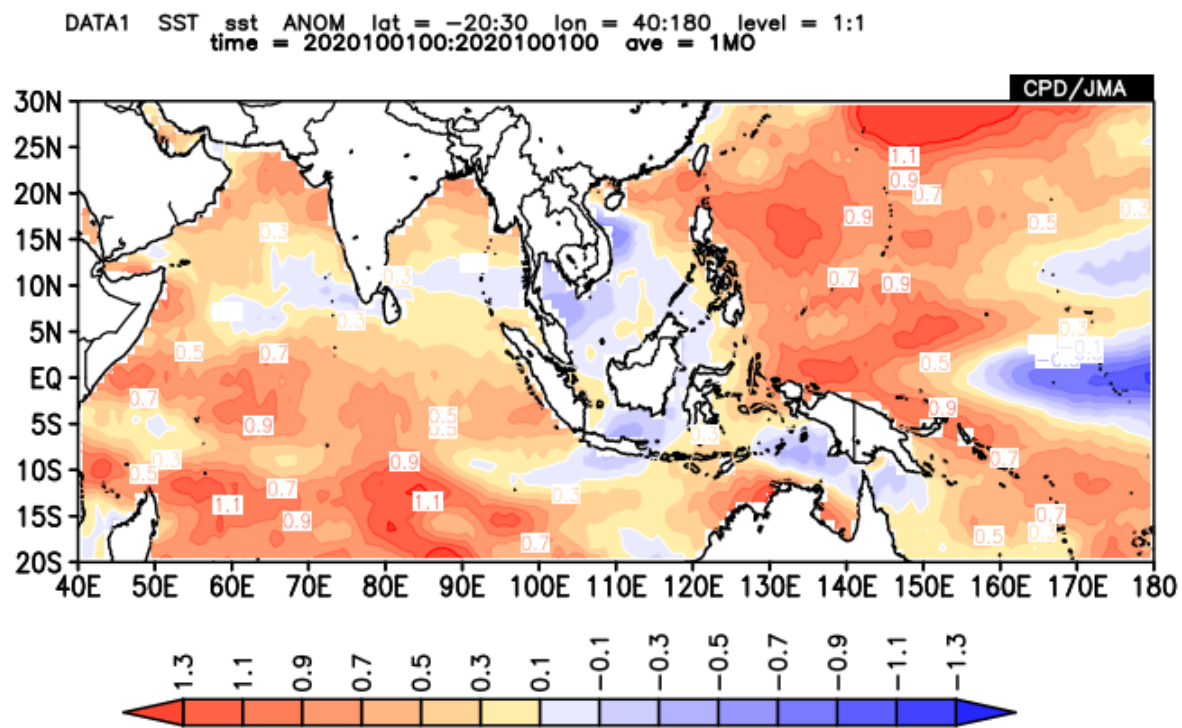 DATA1 SST sst ANOM lat = -20:30 lon = 40:180 level = 1:1
time = 2020100100:2020100100 ave = 1MO
CPD/JMA
30N
25N
1.1
0.9
20N
0.7
0.9
0.5
0.3
0.3
15N
0.3
0.7
0.9
10N
0.3
0.3
5N
-0.1
0.5
0.7
0.5
EQ
0.7
0.5
0.9
0.9
0.5
5S
0.5
0.3
0.9
0.7
10S
0.7
0.3
1.1
1.1
0.9
0.7
15S
0.7
0.5
20S
40E 50E 60E 70E 80E 90E 100E 110E 120E 130E 140E 150E 160E 170E 180
1.3 1.1 0.9 0.7 0.5 0.3 0.1 -0.1 -0.3 -0.5 -0.7 -0.9 -1.1 -1.3